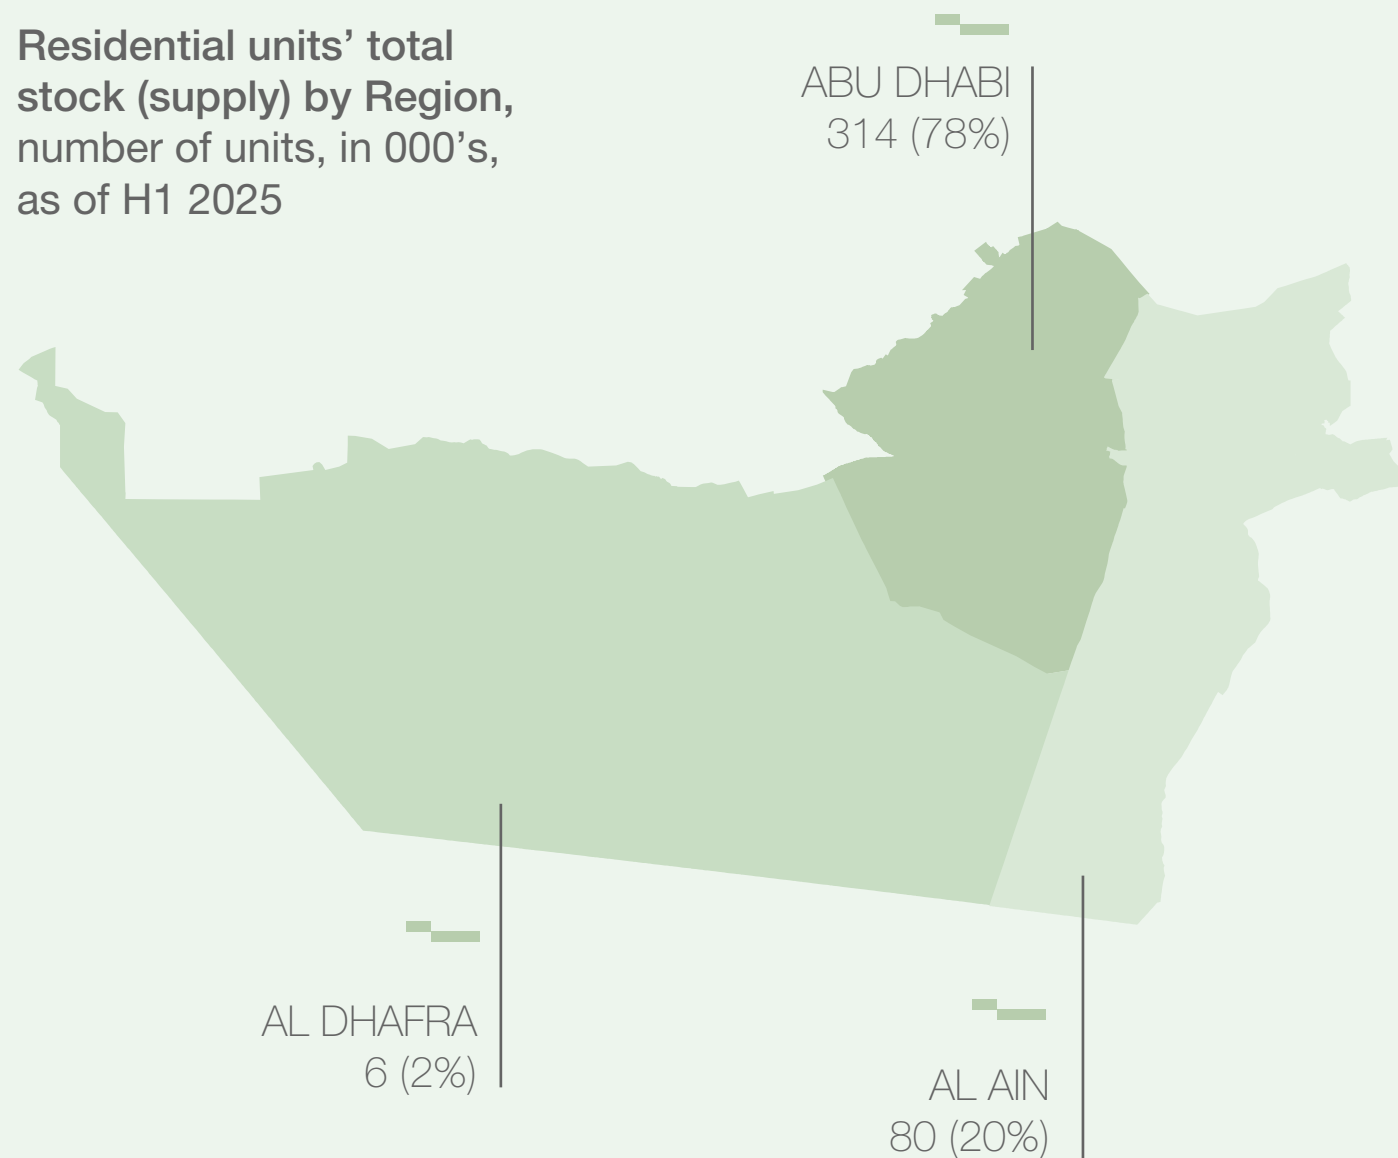 Residential units’ total
stock (supply) by Region,
number of units, in 000’s,
as of H1 2025
ABU DHABI
314 (78%)
AL DHAFRA
6 (2%)
AL AIN
80 (20%)